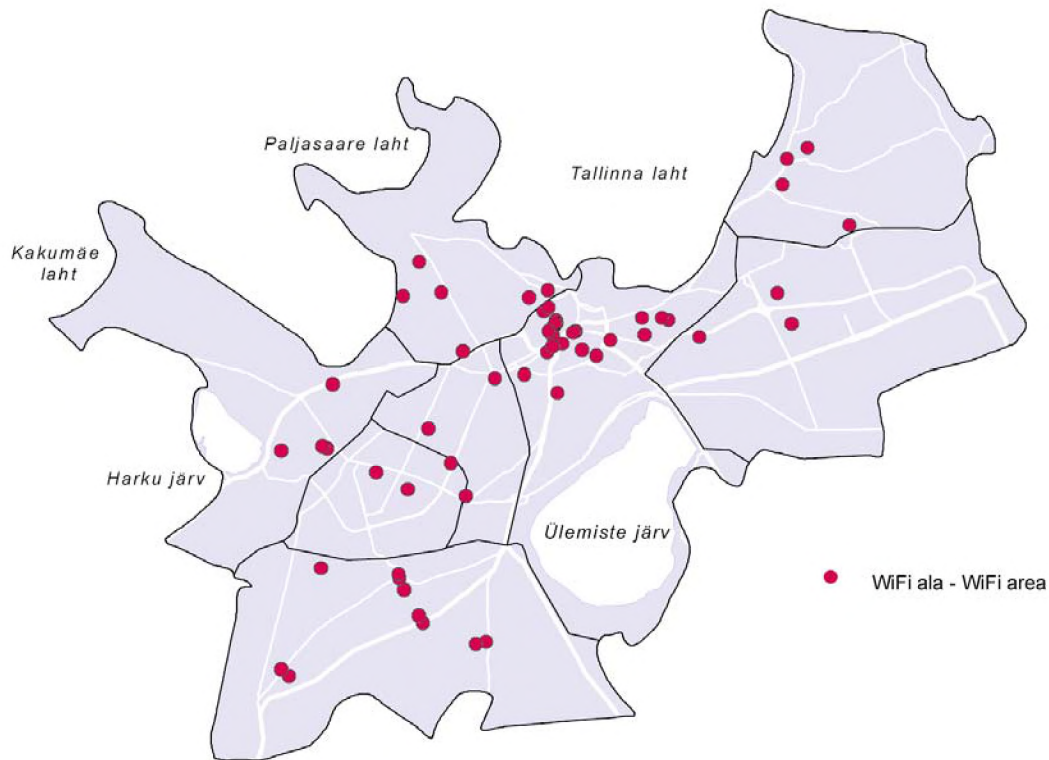 Paljasaare laht
Tallinna laht
Kakumäe
laht
Harku järv
Ülemiste järv
WiFi ala - WiFi area